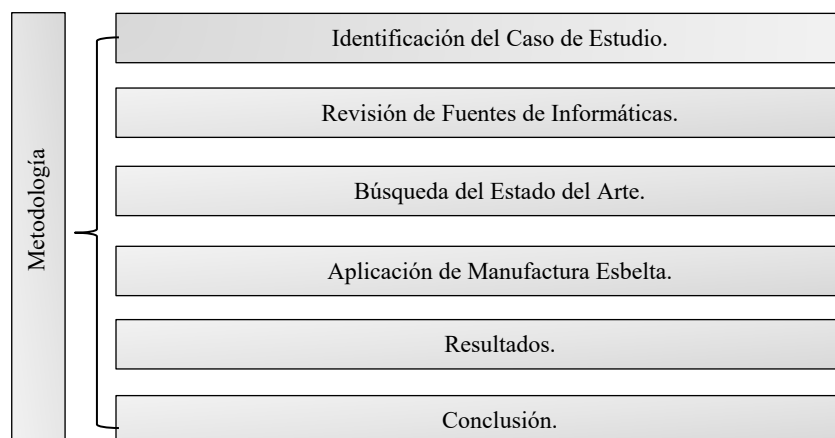 Metodología
Identificación del Caso de Estudio.
Revisión de Fuentes de Informáticas.
Búsqueda del Estado del Arte.
Aplicación de Manufactura Esbelta.
Resultados.
Conclusión.